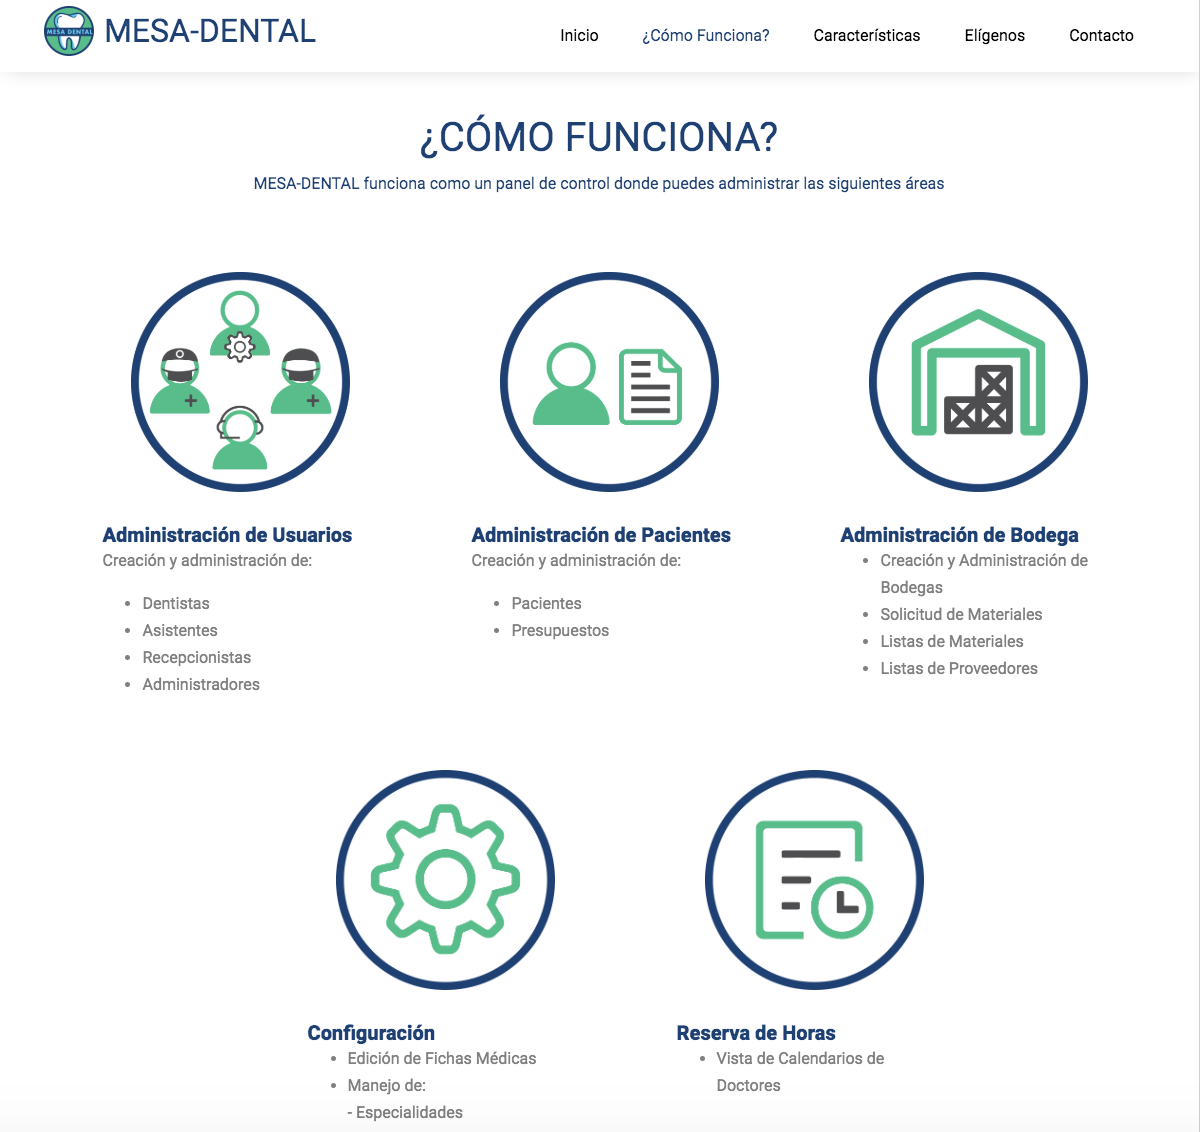 MESA DENTAL
MESA-DENTAL
Inicio
¿Cómo Funciona?
Características
Elígenos
Contacto
¿CÓMO FUNCIONA?
MESA-DENTAL funciona como un panel de control donde puedes administrar las siguientes áreas
Administración de Usuarios
Creación y administración de:
• Dentistas
• Asistentes
• Recepcionistas
• Administradores
Administración de Pacientes
Creación y administración de:
• Pacientes
• Presupuestos
Administración de Bodega
• Creación y Administración de
Bodegas
• Solicitud de Materiales
• Listas de Materiales
• Listas de Proveedores
Configuración
• Edición de Fichas Médicas
• Manejo de:
- Especialidades
Reserva de Horas
• Vista de Calendarios de
Doctores